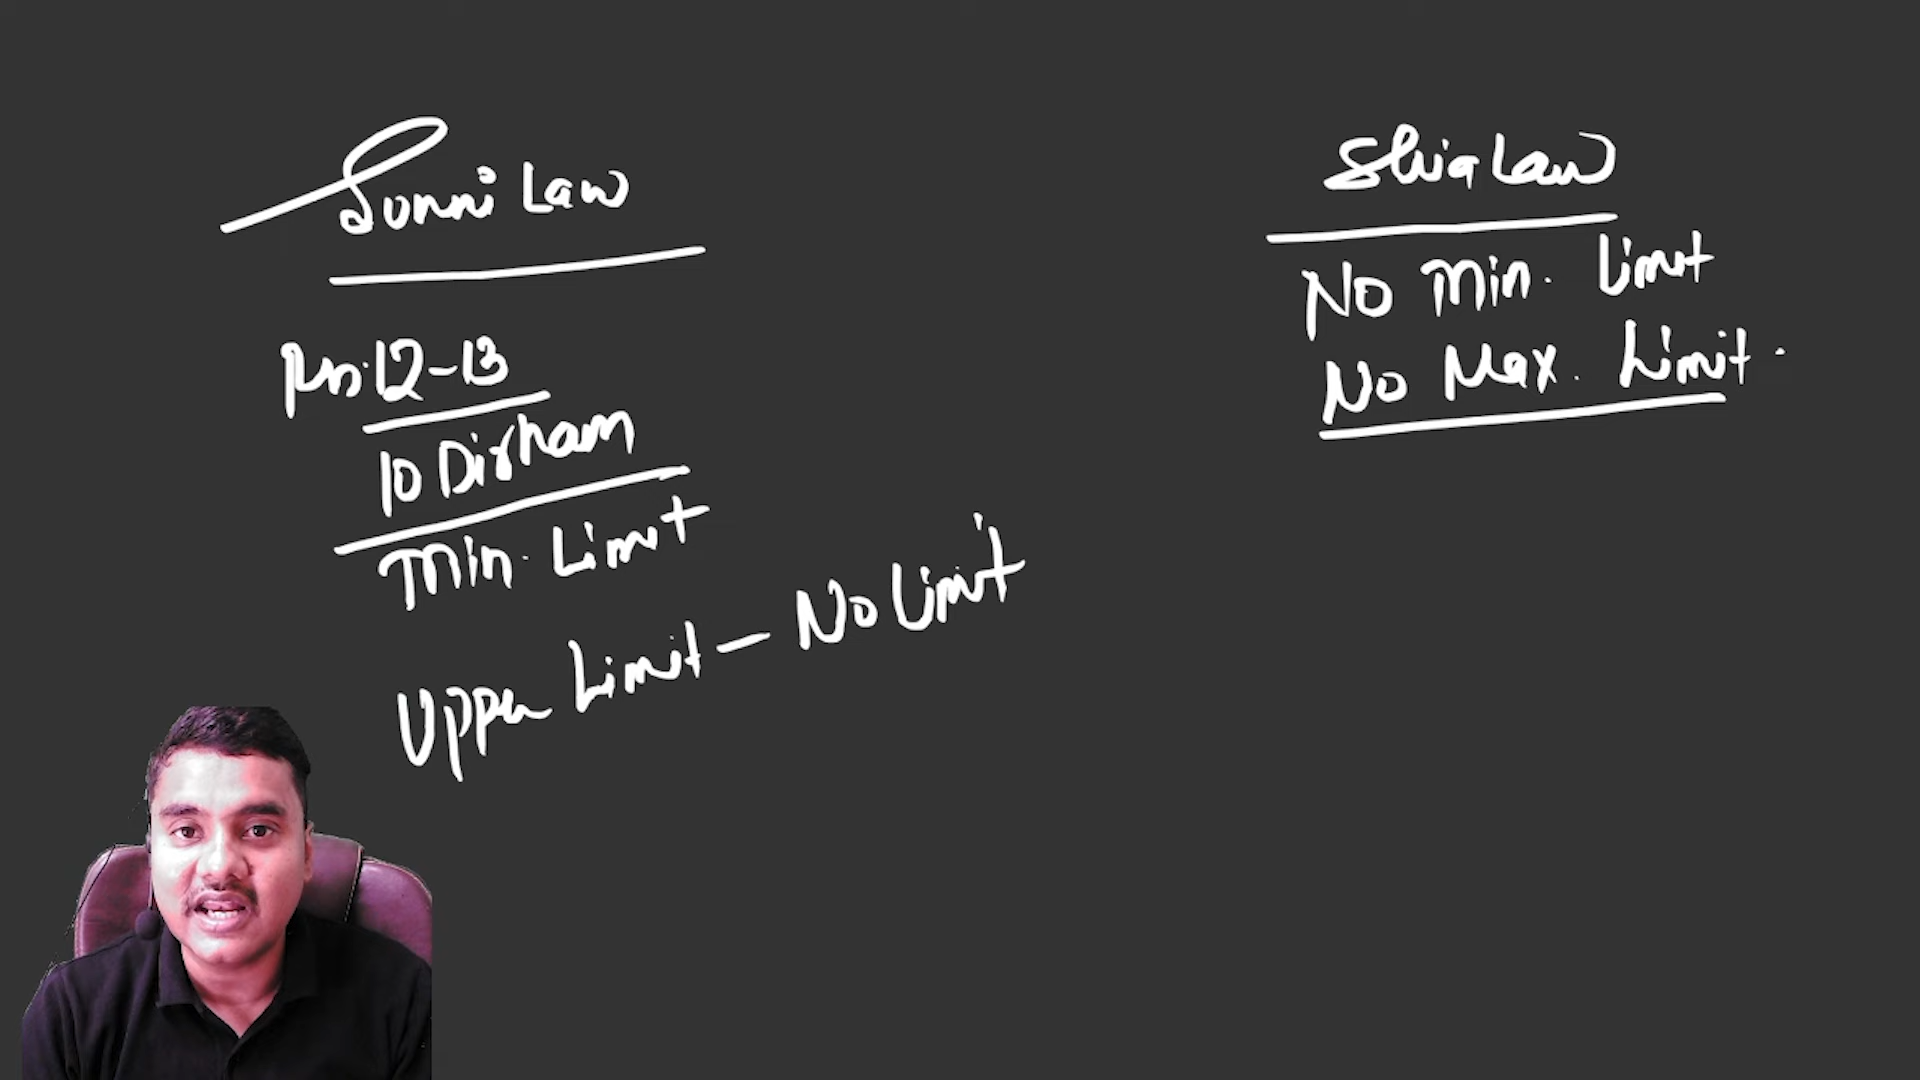 Sunni Law
Rs. 12-13
10 Dirham
Min. Limit
Upper Limit - No Limit
Shia Law
No Min. Limit
No Max. Limit.